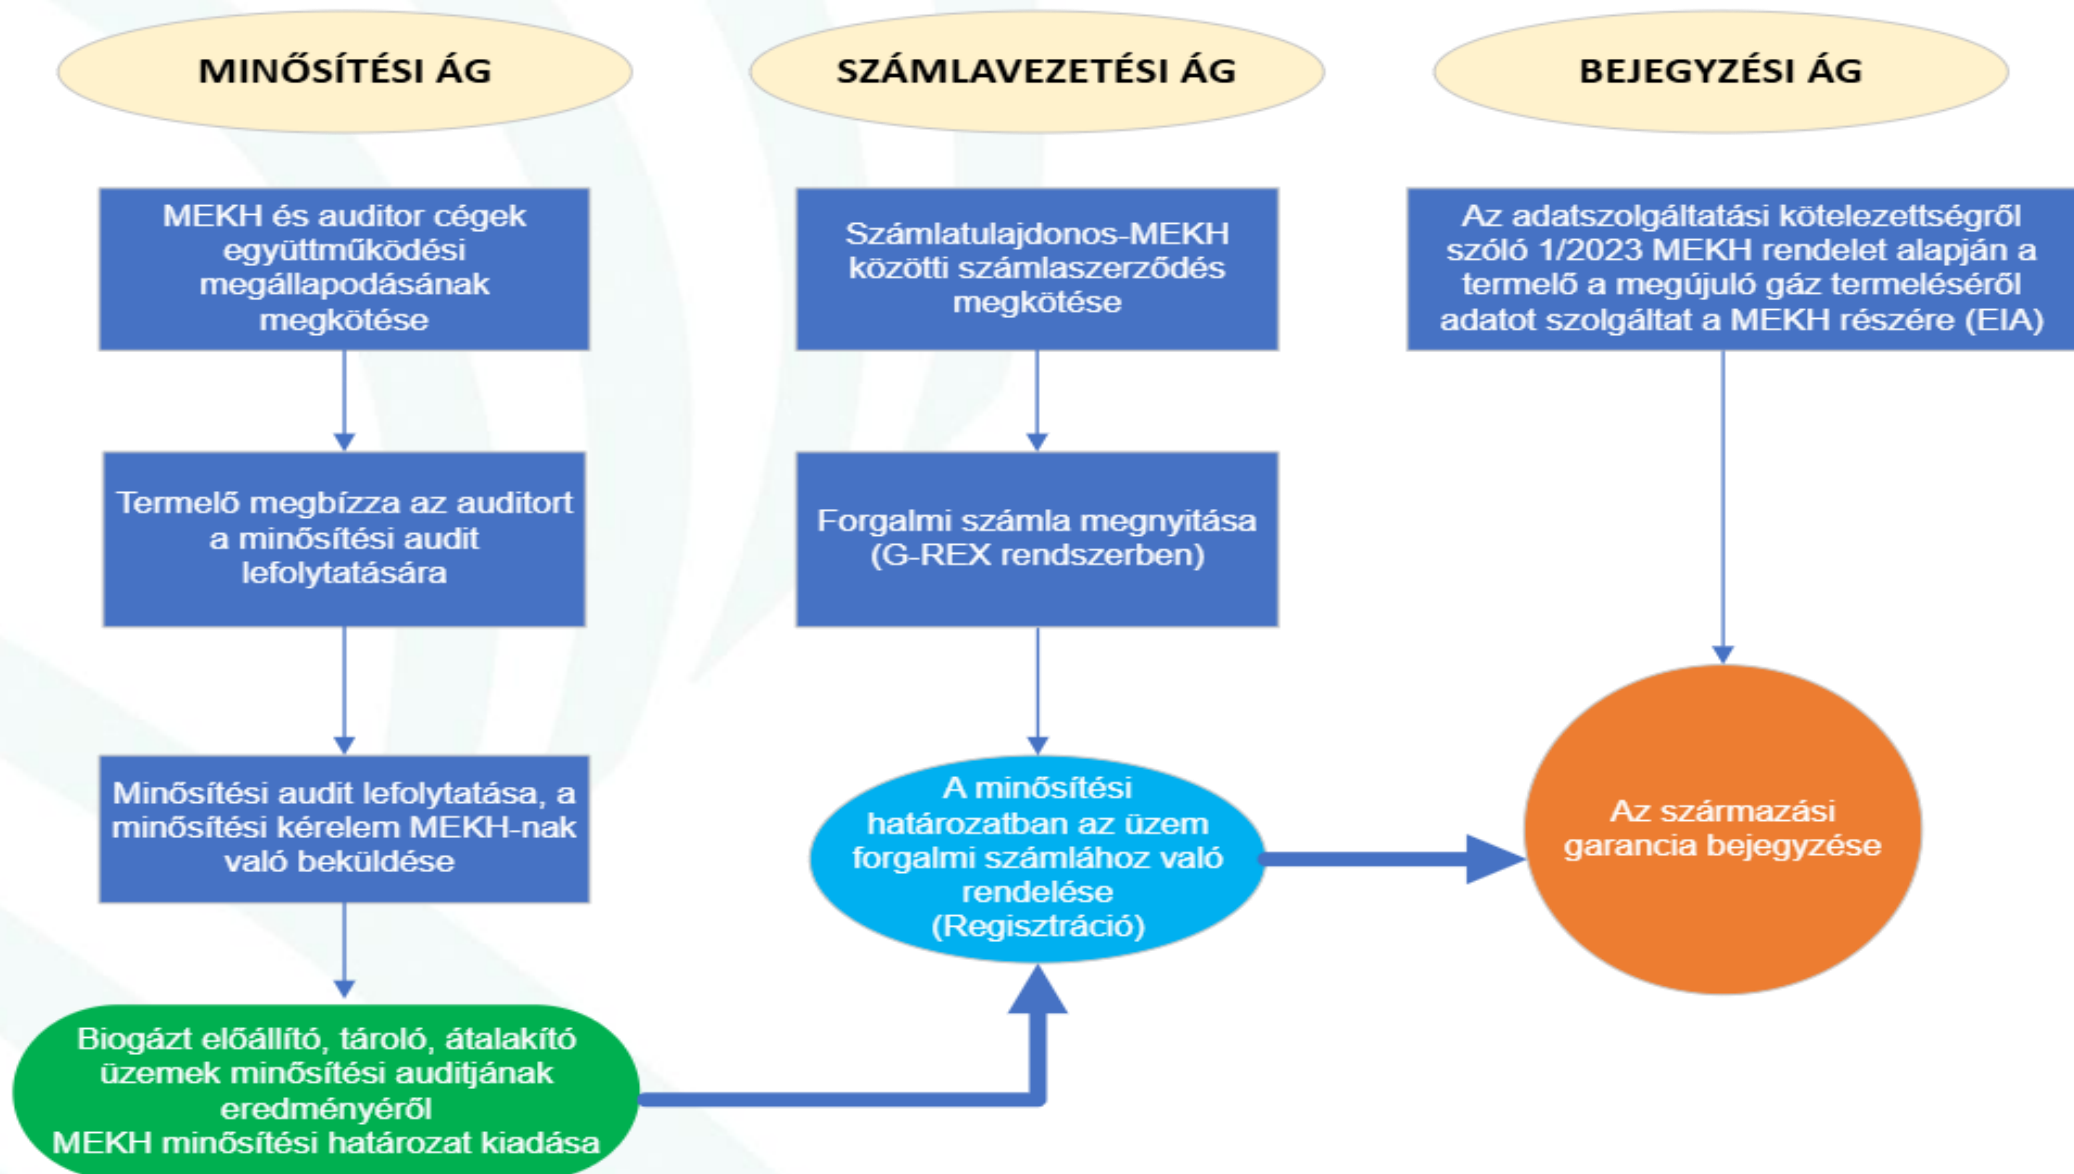 MINŐSÍTÉSI ÁG
MEKH és auditor cégek
együttműködési
megállapodásának
megkötése
Termelő megbízza az auditort
a minősítési audit
lefolytatására
Minősítési audit lefolytatása, a
minősítési kérelem MEKH-nak
való beküldése
Biogázt előállító, tároló, átalakító
üzemek minősítési auditjának
eredményéről
MEKH minősítési határozat kiadása
SZÁMLAVEZETÉSI ÁG
Számlatulajdonos-MEKH
közötti számlaszerződés
megkötése
Forgalmi számla megnyitása
(G-REX rendszerben)
A minősítési
határozatban az üzem
forgalmi számlához való
rendelése
(Regisztráció)
BEJEGYZÉSI ÁG
Az adatszolgáltatási kötelezettségről
szóló 1/2023 MEKH rendelet alapján a
termelő a megújuló gáz termeléséről
adatot szolgáltat a MEKH részére (EIA)
Az származási
garancia bejegyzése